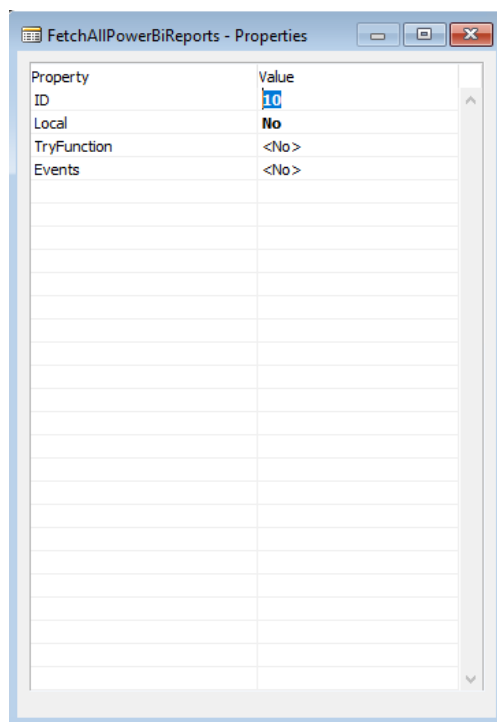 FetchAllPowerBiReports - Properties
Property Value
ID 10
Local No
TryFunction <No>
Events <No>